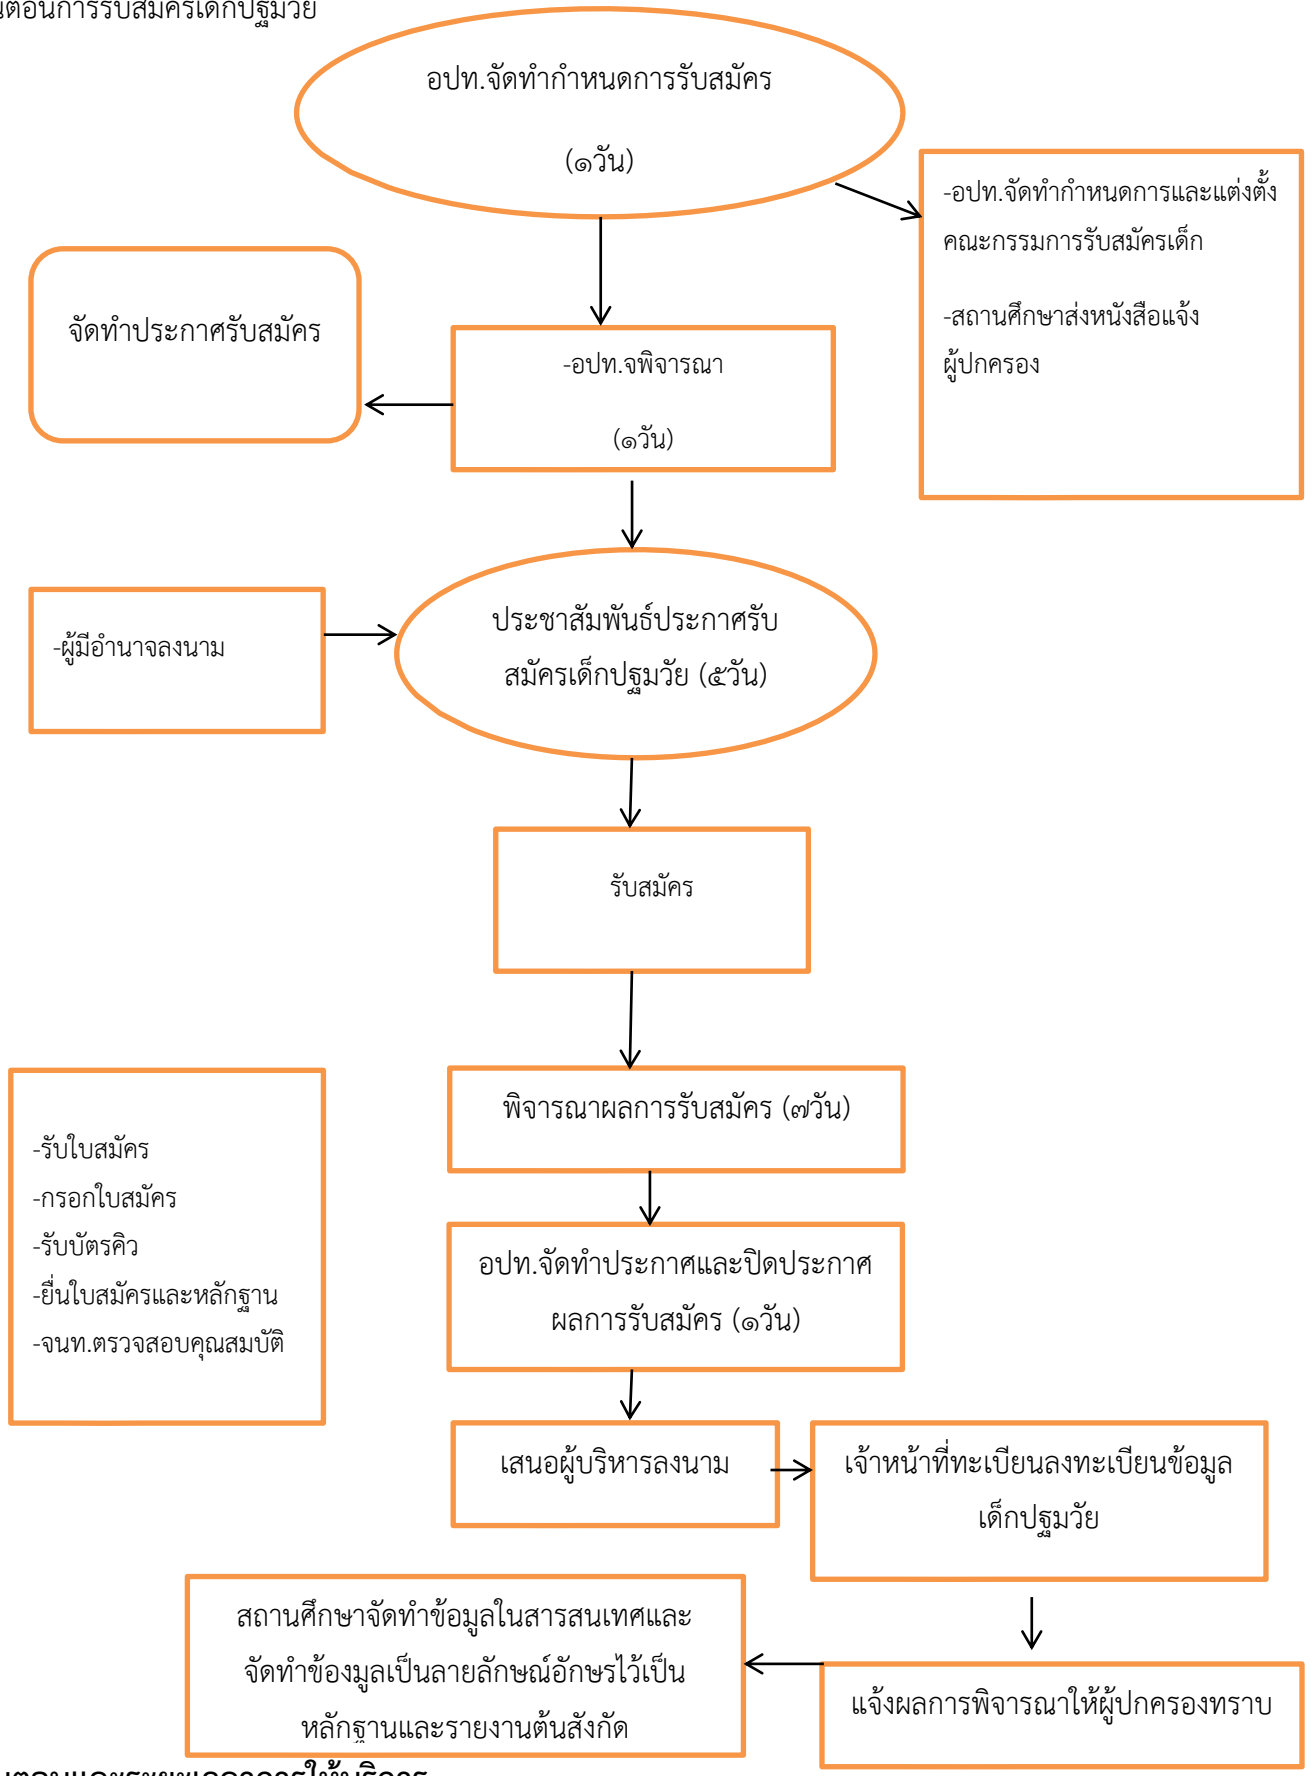 นตอนการรับสมัครเด็กปฐมวัย
อปท.จัดทำกำหนดการรับสมัคร
(๑วัน)
-อปท.จัดทำกำหนดการและแต่งตั้ง
คณะกรรมการรับสมัครเด็ก
-สถานศึกษาส่งหนังสือแจ้ง
ผู้ปกครอง
จัดทำประกาศรับสมัคร
-อปท.จพิจารณา
(๑วัน)
-ผู้มีอำนาจลงนาม
ประชาสัมพันธ์ประกาศรับ
สมัครเด็กปฐมวัย (๕วัน)
รับสมัคร
-รับใบสมัคร
-กรอกใบสมัคร
-รับบัตรคิว
-ยื่นใบสมัครและหลักฐาน
-จนท.ตรวจสอบคุณสมบัติ
พิจารณาผลการรับสมัคร (๗วัน)
อปท.จัดทำประกาศและปิดประกาศ
ผลการรับสมัคร (๑วัน)
เสนอผู้บริหารลงนาม
เจ้าหน้าที่ทะเบียนลงทะเบียนข้อมูล
เด็กปฐมวัย
แจ้งผลการพิจารณาให้ผู้ปกครองทราบ
สถานศึกษาจัดทำข้อมูลในสารสนเทศและ
จัดทำข้องมูลเป็นลายลักษณ์อักษรไว้เป็น
หลักฐานและรายงานต้นสังกัด